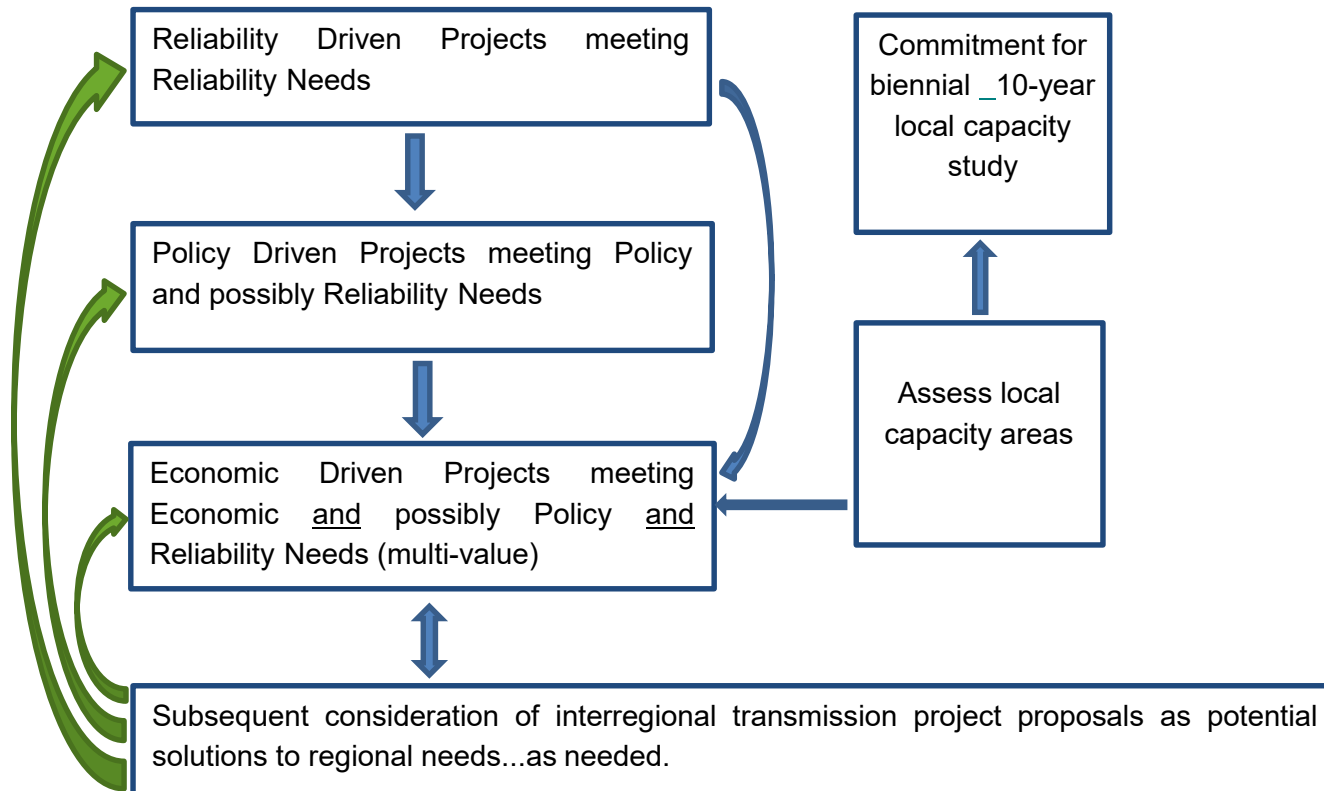 Reliability Driven Projects meeting
Reliability Needs
Commitment for
biennial _10-year
local capacity
study
Policy Driven Projects meeting Policy
and possibly Reliability Needs
Assess local
capacity areas
Economic Driven Projects meeting
Economic and possibly Policy and
Reliability Needs (multi-value)
Subsequent consideration of interregional transmission project proposals as potential
solutions to regional needs...as needed.